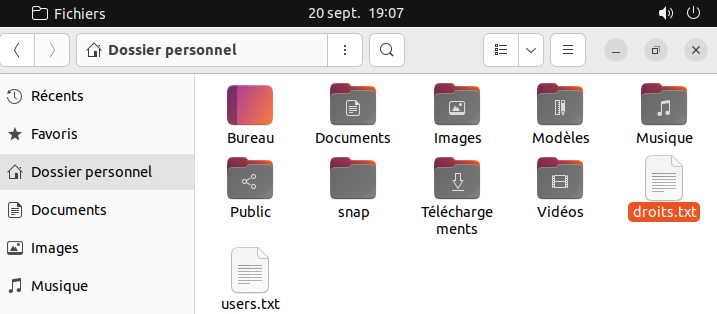 Fichiers
20 sept. 19:07
Dossier personnel
Récents
Favoris
Dossier personnel
Documents
Images
Musique
Bureau
Documents
Images
Modèles
Musique
Public
snap
Télécharge
ments
Vidéos
droits.txt
users.txt